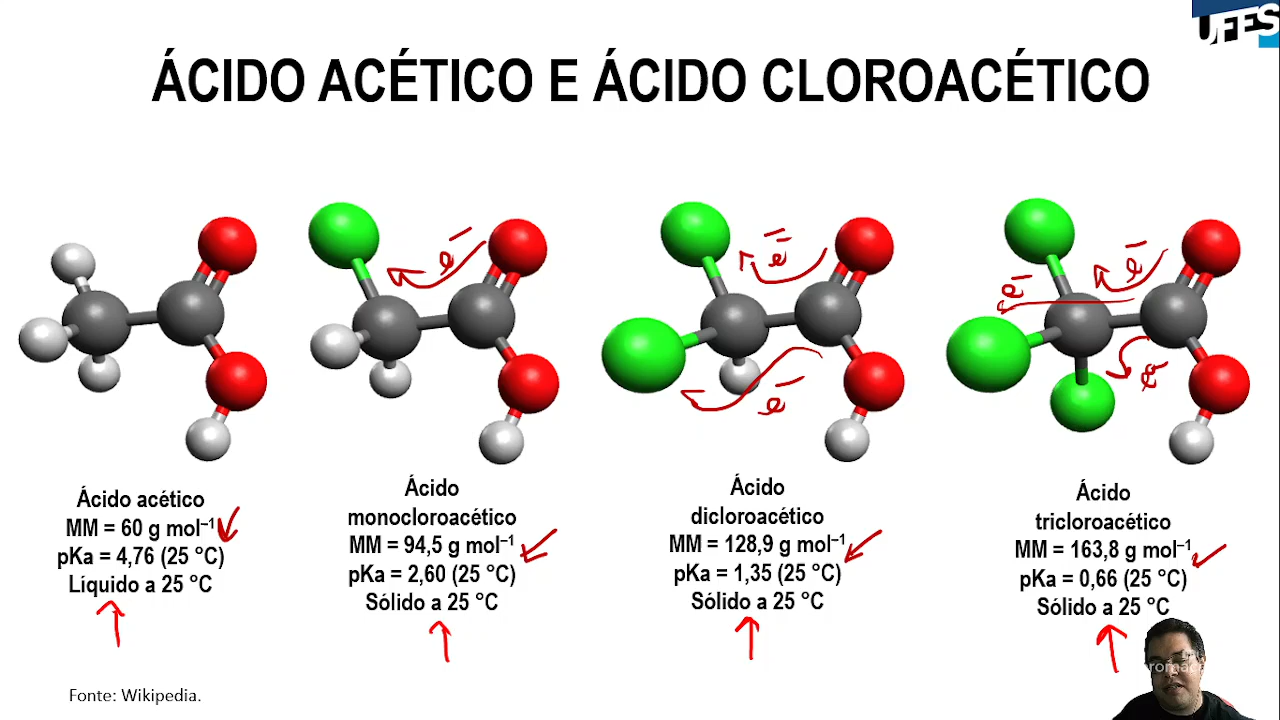 UFES
ÁCIDO ACÉTICO E ÁCIDO CLOROACÉTICO
e⁻
e⁻
e⁻
e⁻
e⁻
e⁻
Ácido acético
MM = 60 g mol⁻¹
pKa = 4,76 (25 °C)
Líquido a 25 °C
Ácido
monocloroacético
MM = 94,5 g mol⁻¹
pKa = 2,60 (25 °C)
Sólido a 25 °C
Ácido
dicloroacético
MM = 128,9 g mol⁻¹
pKa = 1,35 (25 °C)
Sólido a 25 °C
Ácido
tricloroacético
MM = 163,8 g mol⁻¹
pKa = 0,66 (25 °C)
Sólido a 25 °C
Fonte: Wikipedia.